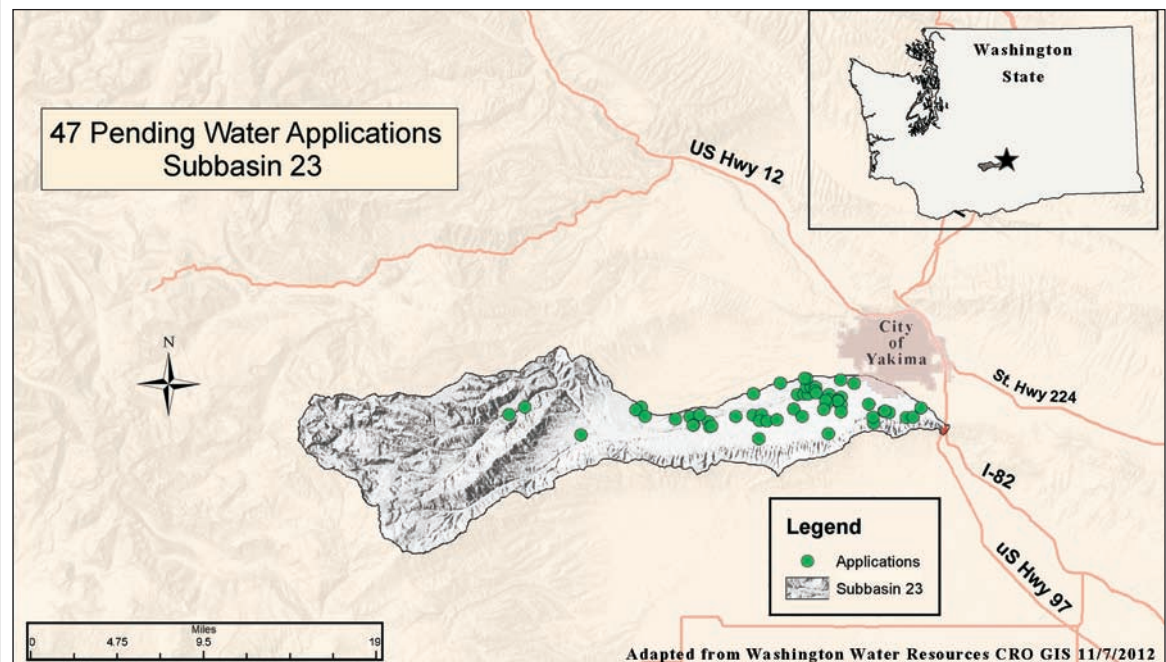 47 Pending Water Applications
Subbasin 23
Washington
State
US Hwy 12
N
City
of
Yakima
St. Hwy 224
I-82
uS Hwy 97
Legend
Applications
Subbasin 23
Miles
0 4.75 9.5 19
Adapted from Washington Water Resources CRO GIS 11/7/2012